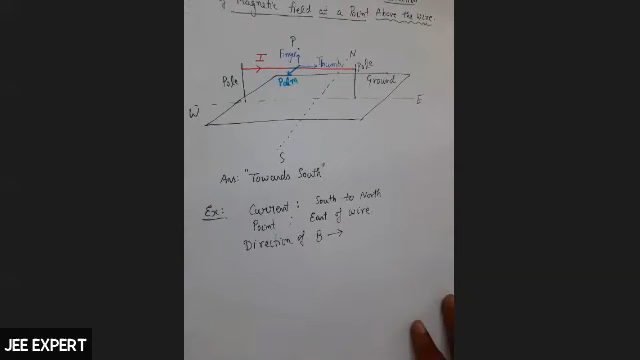 of Magnetic field at a Point Above the wire.
P
N
I
Fingers
Thumb
Pole
Pole
Palm
Ground
W
E
S
Ans: "Towards South"
Ex: Current: South to North
Point : East of wire
Direction of B →
JEE EXPERT